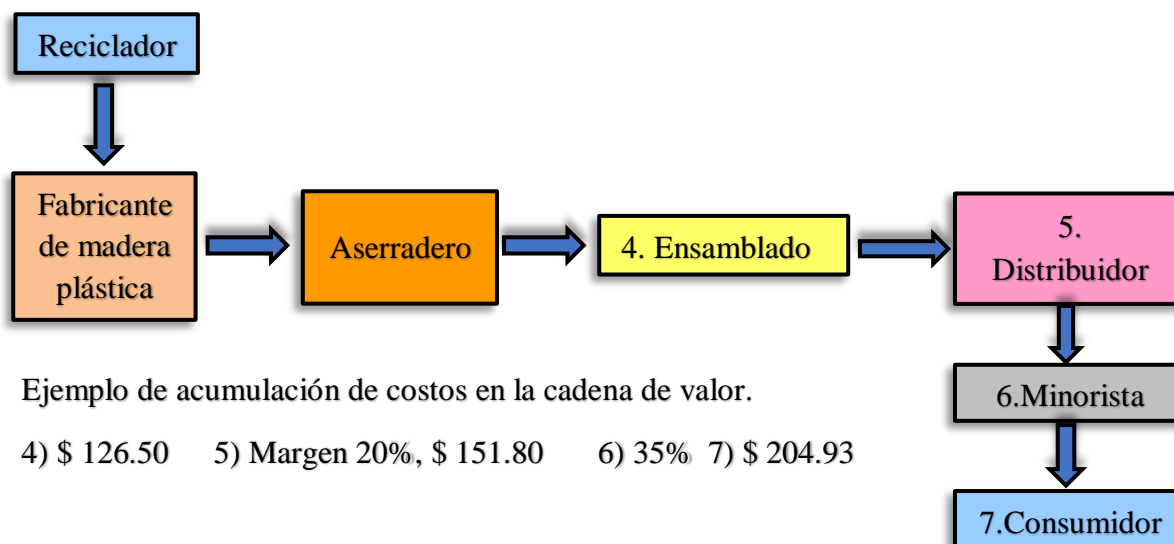 Reciclador
Fabricante
de madera
plástica
Aserradero
4. Ensamblado
5.
Distribuidor
6.Minorista
7.Consumidor
Ejemplo de acumulación de costos en la cadena de valor.
4) $ 126.50 5) Margen 20%, $ 151.80 6) 35% 7) $ 204.93